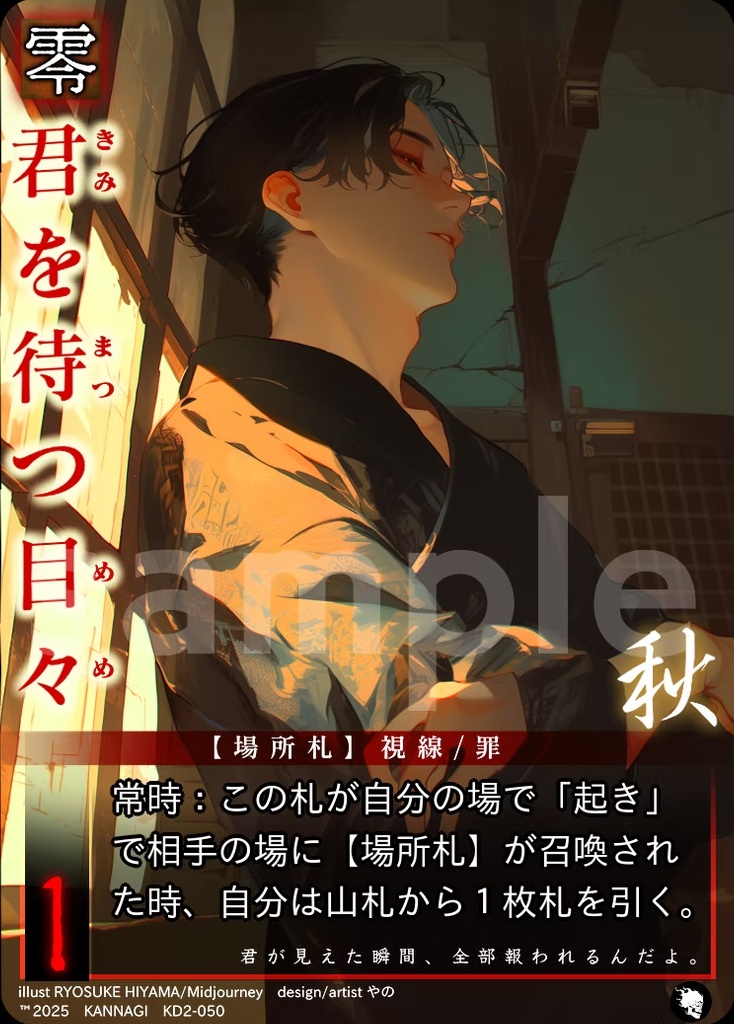 零
君を待つ目々
きみ
まつ
めめ
sample
秋
【場所札】視線/罪
常時：この札が自分の場で「起き」
で相手の場に【場所札】が召喚され
た時、自分は山札から１枚札を引く。
1
君が見えた瞬間、全部報われるんだよ。
illust RYOSUKE HIYAMA/Midjourney design/artist やの
™2025 KANNAGI KD2-050